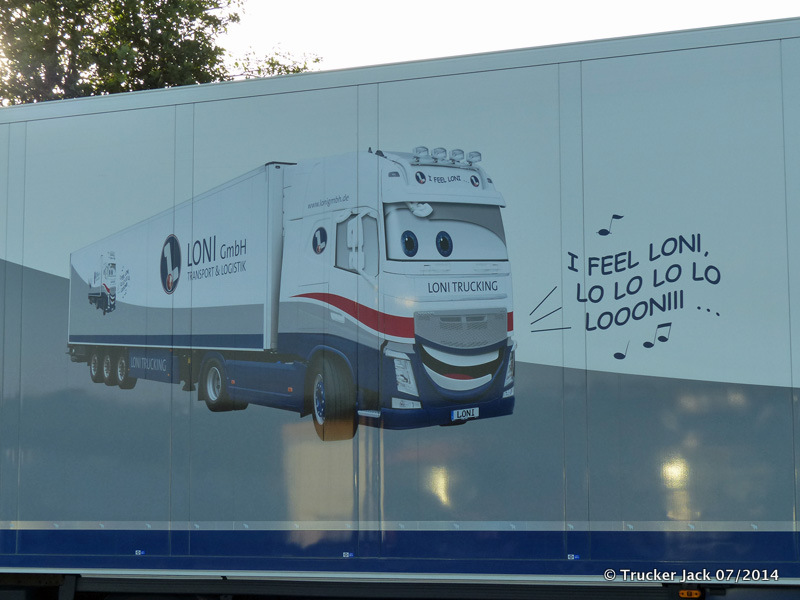 I FEEL LONI ...
www.lonigmbh.de
LONI GmbH
TRANSPORT & LOGISTIK
LONI TRUCKING
LONI TRUCKING
LONI
I FEEL LONI,
LO LO LO LO
LOOONIII ...
© Trucker Jack 07/2014